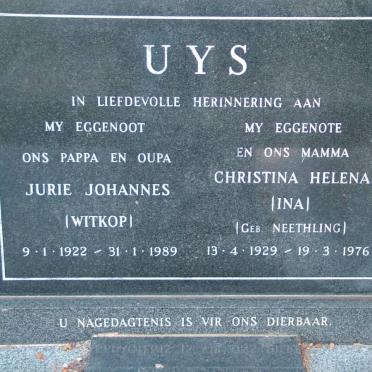 UYS
IN LIEFDEVOLLE HERINNERING AAN
MY EGGENOOT
ONS PAPPA EN OUPA
JURIE JOHANNES
(WITKOP)
9 · 1 · 1922 – 31 · 1 · 1989
MY EGGENOTE
EN ONS MAMMA
CHRISTINA HELENA
(INA)
(GEB. NEETHLING)
13 · 4 · 1929 – 19 · 3 · 1976
U NAGEDAGTENIS IS VIR ONS DIERBAAR.